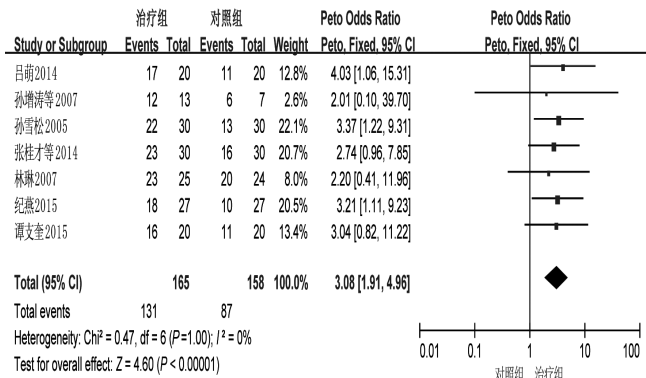 治疗组 对照组 Peto Odds Ratio Peto Odds Ratio
Study or Subgroup Events Total Events Total Weight Peto, Fixed, 95% CI Peto, Fixed, 95% CI
吕萌2014 17 20 11 20 12.8% 4.03 [1.06, 15.31]
孙增涛等2007 12 13 6 7 2.6% 2.01 [0.10, 39.70]
孙雪松2005 22 30 13 30 22.1% 3.37 [1.22, 9.31]
张桂才等2014 23 30 16 30 20.7% 2.74 [0.96, 7.85]
林琳2007 23 25 20 24 8.0% 2.20 [0.41, 11.96]
纪燕2015 18 27 10 27 20.5% 3.21 [1.11, 9.23]
谭支奎2015 16 20 11 20 13.4% 3.04 [0.82, 11.22]
Total (95% CI) 165 158 100.0% 3.08 [1.91, 4.96]
Total events 131 87
Heterogeneity: Chi² = 0.47, df = 6 (P=1.00); I² = 0%
Test for overall effect: Z = 4.60 (P < 0.00001)
0.01 0.1 1 10 100
对照组 治疗组